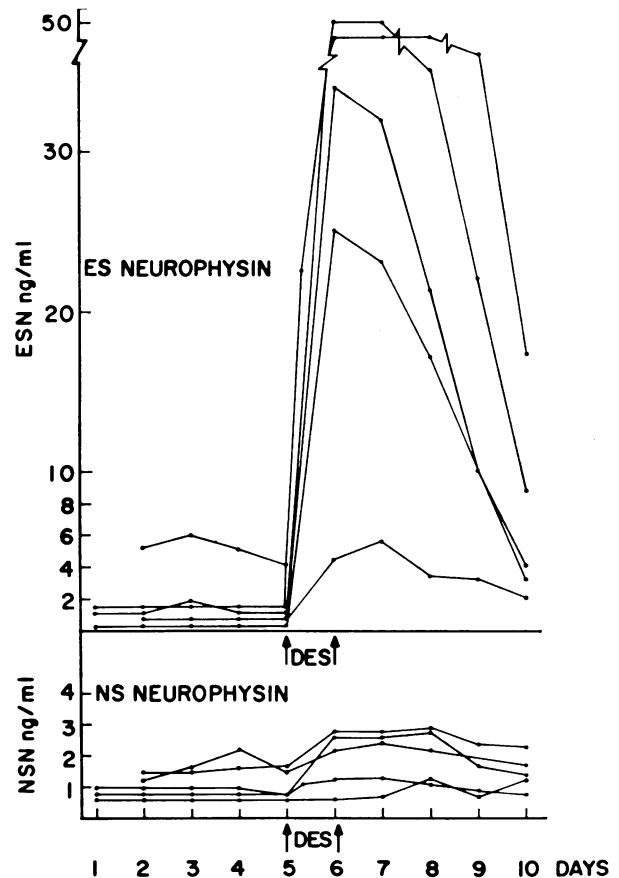 50
30
ES NEUROPHYSIN
ESN ng/ml
20
10
8
6
4
2
DES
NS NEUROPHYSIN
NSN ng/ml
4
3
2
1
DES
1 2 3 4 5 6 7 8 9 10 DAYS